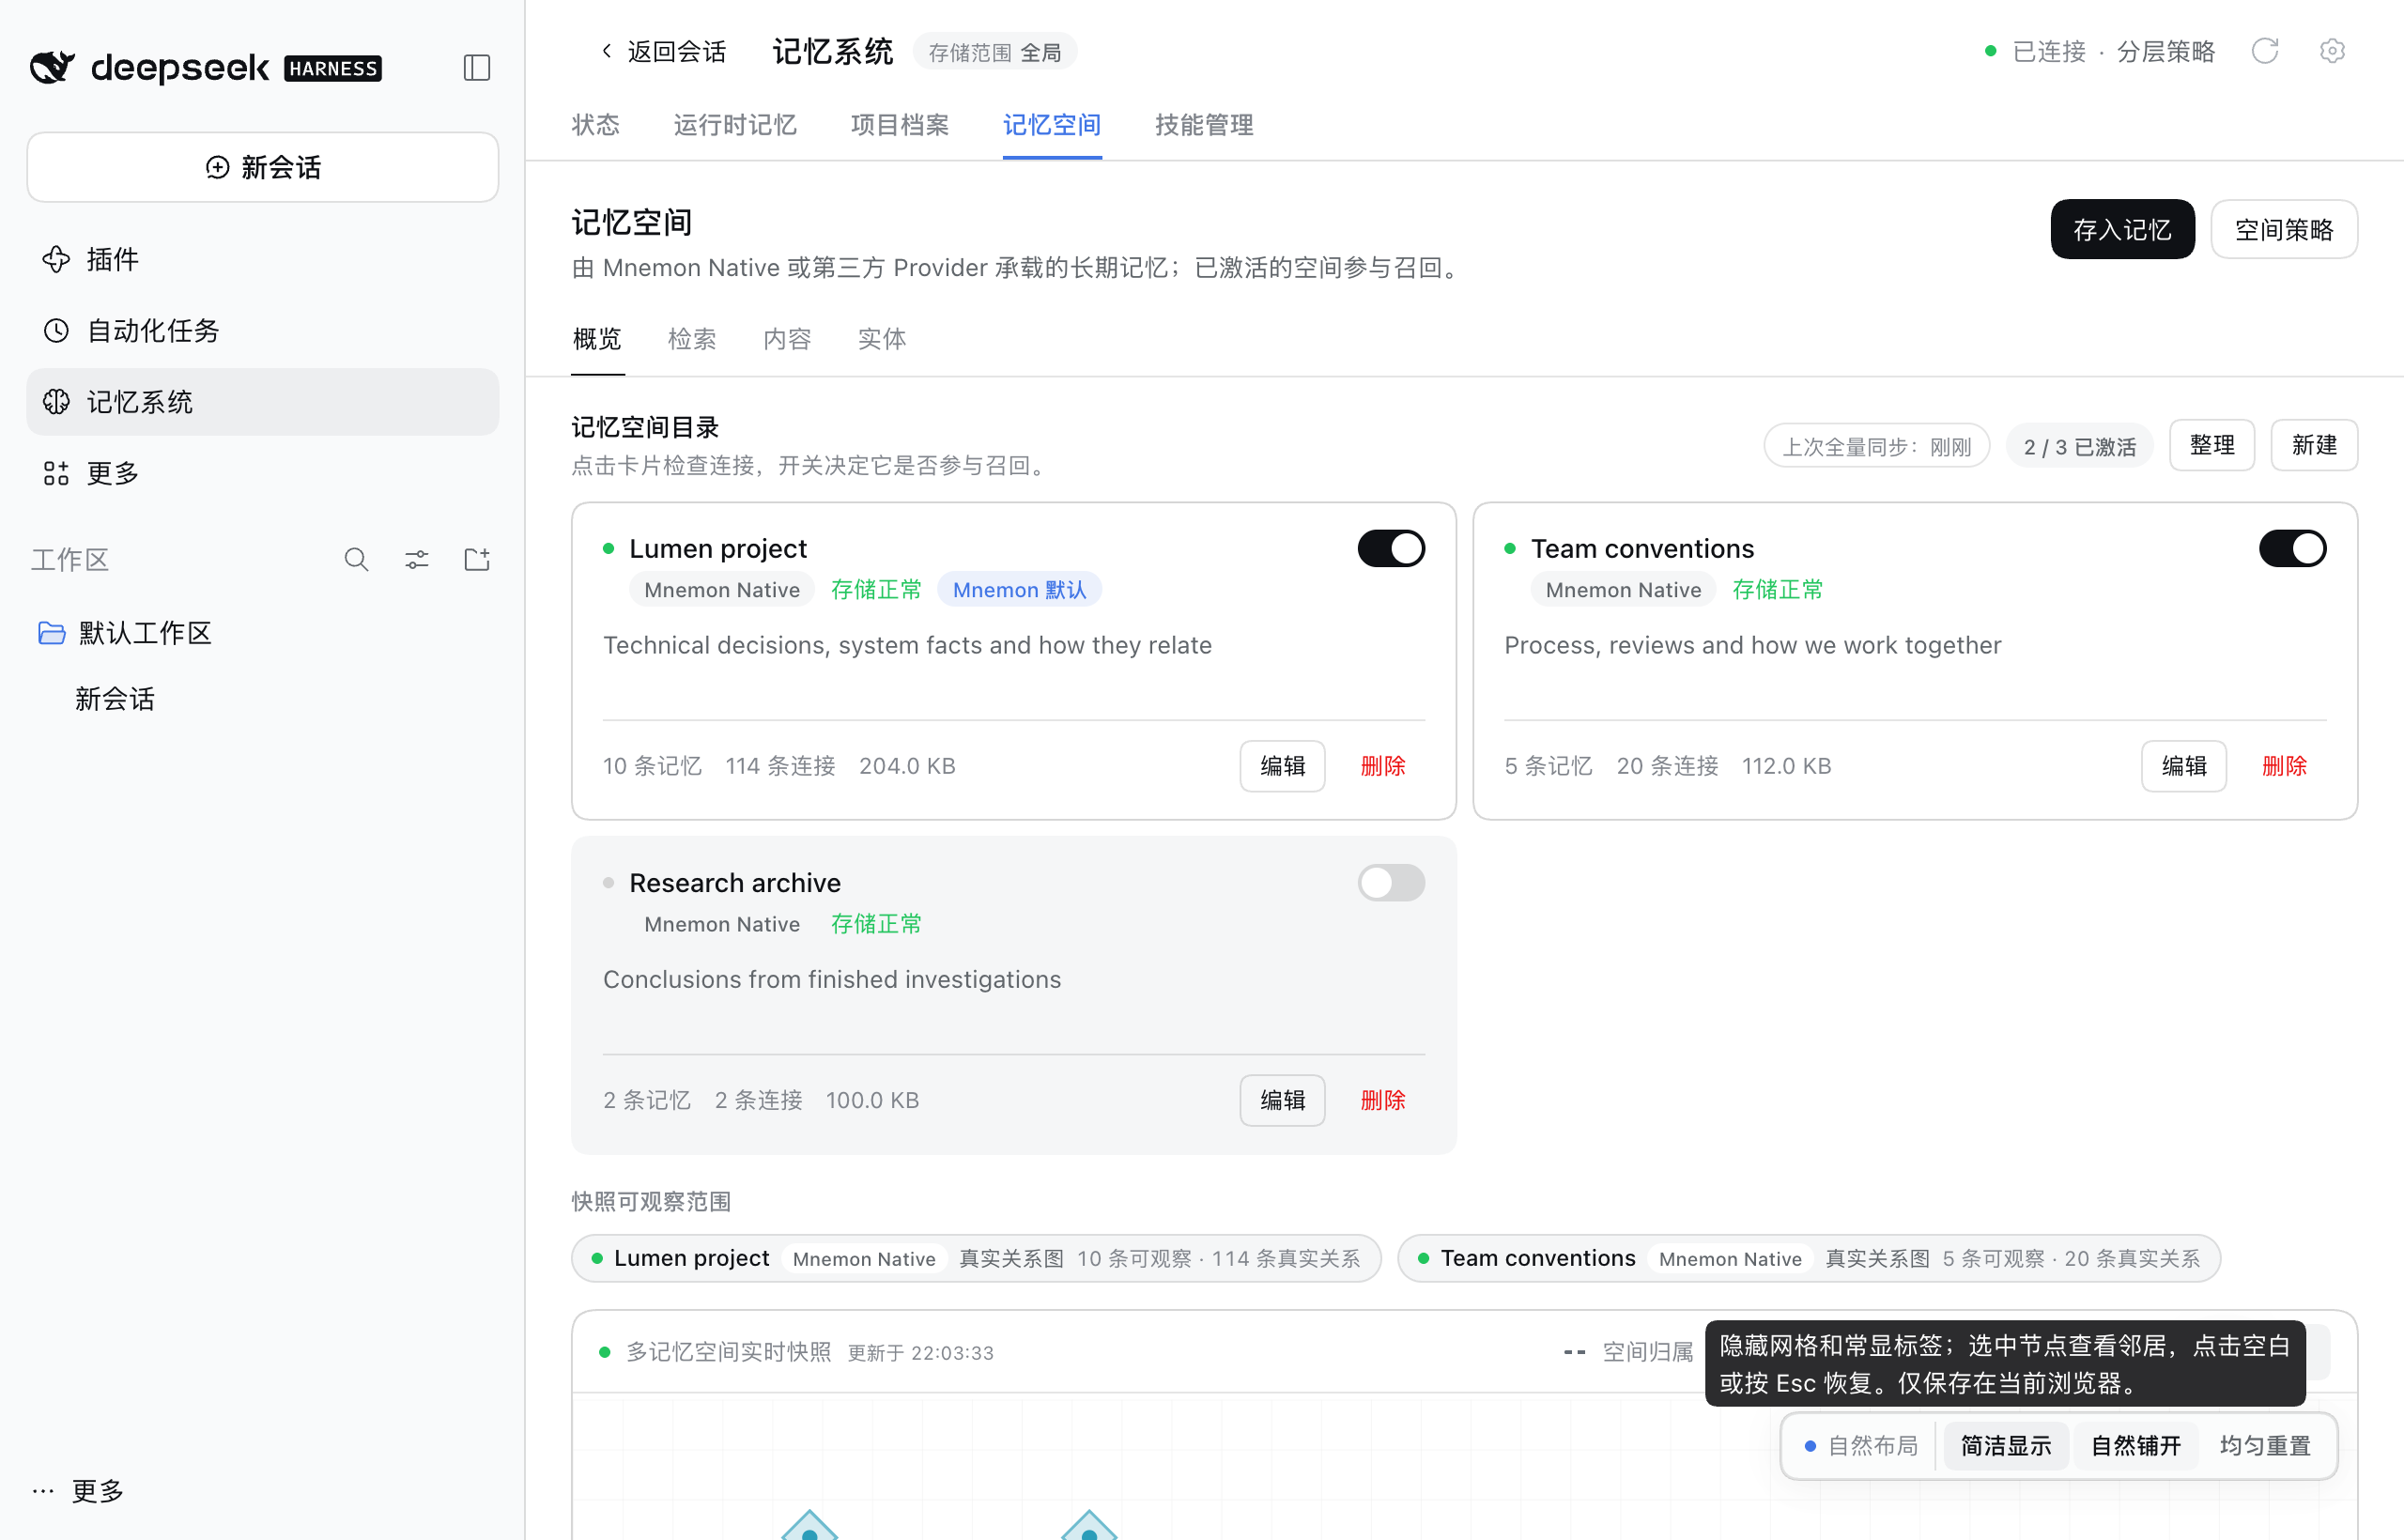 deepseek HARNESS
新会话
插件
自动化任务
记忆系统
更多
工作区
默认工作区
新会话
更多
返回会话
记忆系统
存储范围 全局
已连接 · 分层策略
状态 运行时记忆 项目档案 记忆空间 技能管理
记忆空间
由 Mnemon Native 或第三方 Provider 承载的长期记忆；已激活的空间参与召回。
存入记忆 空间策略
概览 检索 内容 实体
记忆空间目录
点击卡片检查连接，开关决定它是否参与召回。
上次全量同步：刚刚 2 / 3 已激活 整理 新建
Lumen project
Mnemon Native 存储正常 Mnemon 默认
Technical decisions, system facts and how they relate
10 条记忆 114 条连接 204.0 KB 编辑 删除
Team conventions
Mnemon Native 存储正常
Process, reviews and how we work together
5 条记忆 20 条连接 112.0 KB 编辑 删除
Research archive
Mnemon Native 存储正常
Conclusions from finished investigations
2 条记忆 2 条连接 100.0 KB 编辑 删除
快照可观察范围
Lumen project Mnemon Native 真实关系图 10 条可观察 · 114 条真实关系
Team conventions Mnemon Native 真实关系图 5 条可观察 · 20 条真实关系
多记忆空间实时快照 更新于 22:03:33
空间归属
隐藏网格和常显标签；选中节点查看邻居，点击空白
或按 Esc 恢复。仅保存在当前浏览器。
自然布局 简洁显示 自然铺开 均匀重置